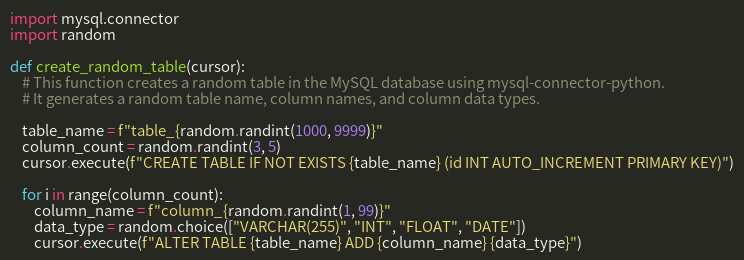 import mysql.connector
import random

def create_random_table(cursor):
    # This function creates a random table in the MySQL database using mysql-connector-python.
    # It generates a random table name, column names, and column data types.

    table_name = f"table_{random.randint(1000, 9999)}"
    column_count = random.randint(3, 5)
    cursor.execute(f"CREATE TABLE IF NOT EXISTS {table_name} (id INT AUTO_INCREMENT PRIMARY KEY)")

    for i in range(column_count):
        column_name = f"column_{random.randint(1, 99)}"
        data_type = random.choice(["VARCHAR(255)", "INT", "FLOAT", "DATE"])
        cursor.execute(f"ALTER TABLE {table_name} ADD {column_name} {data_type}")